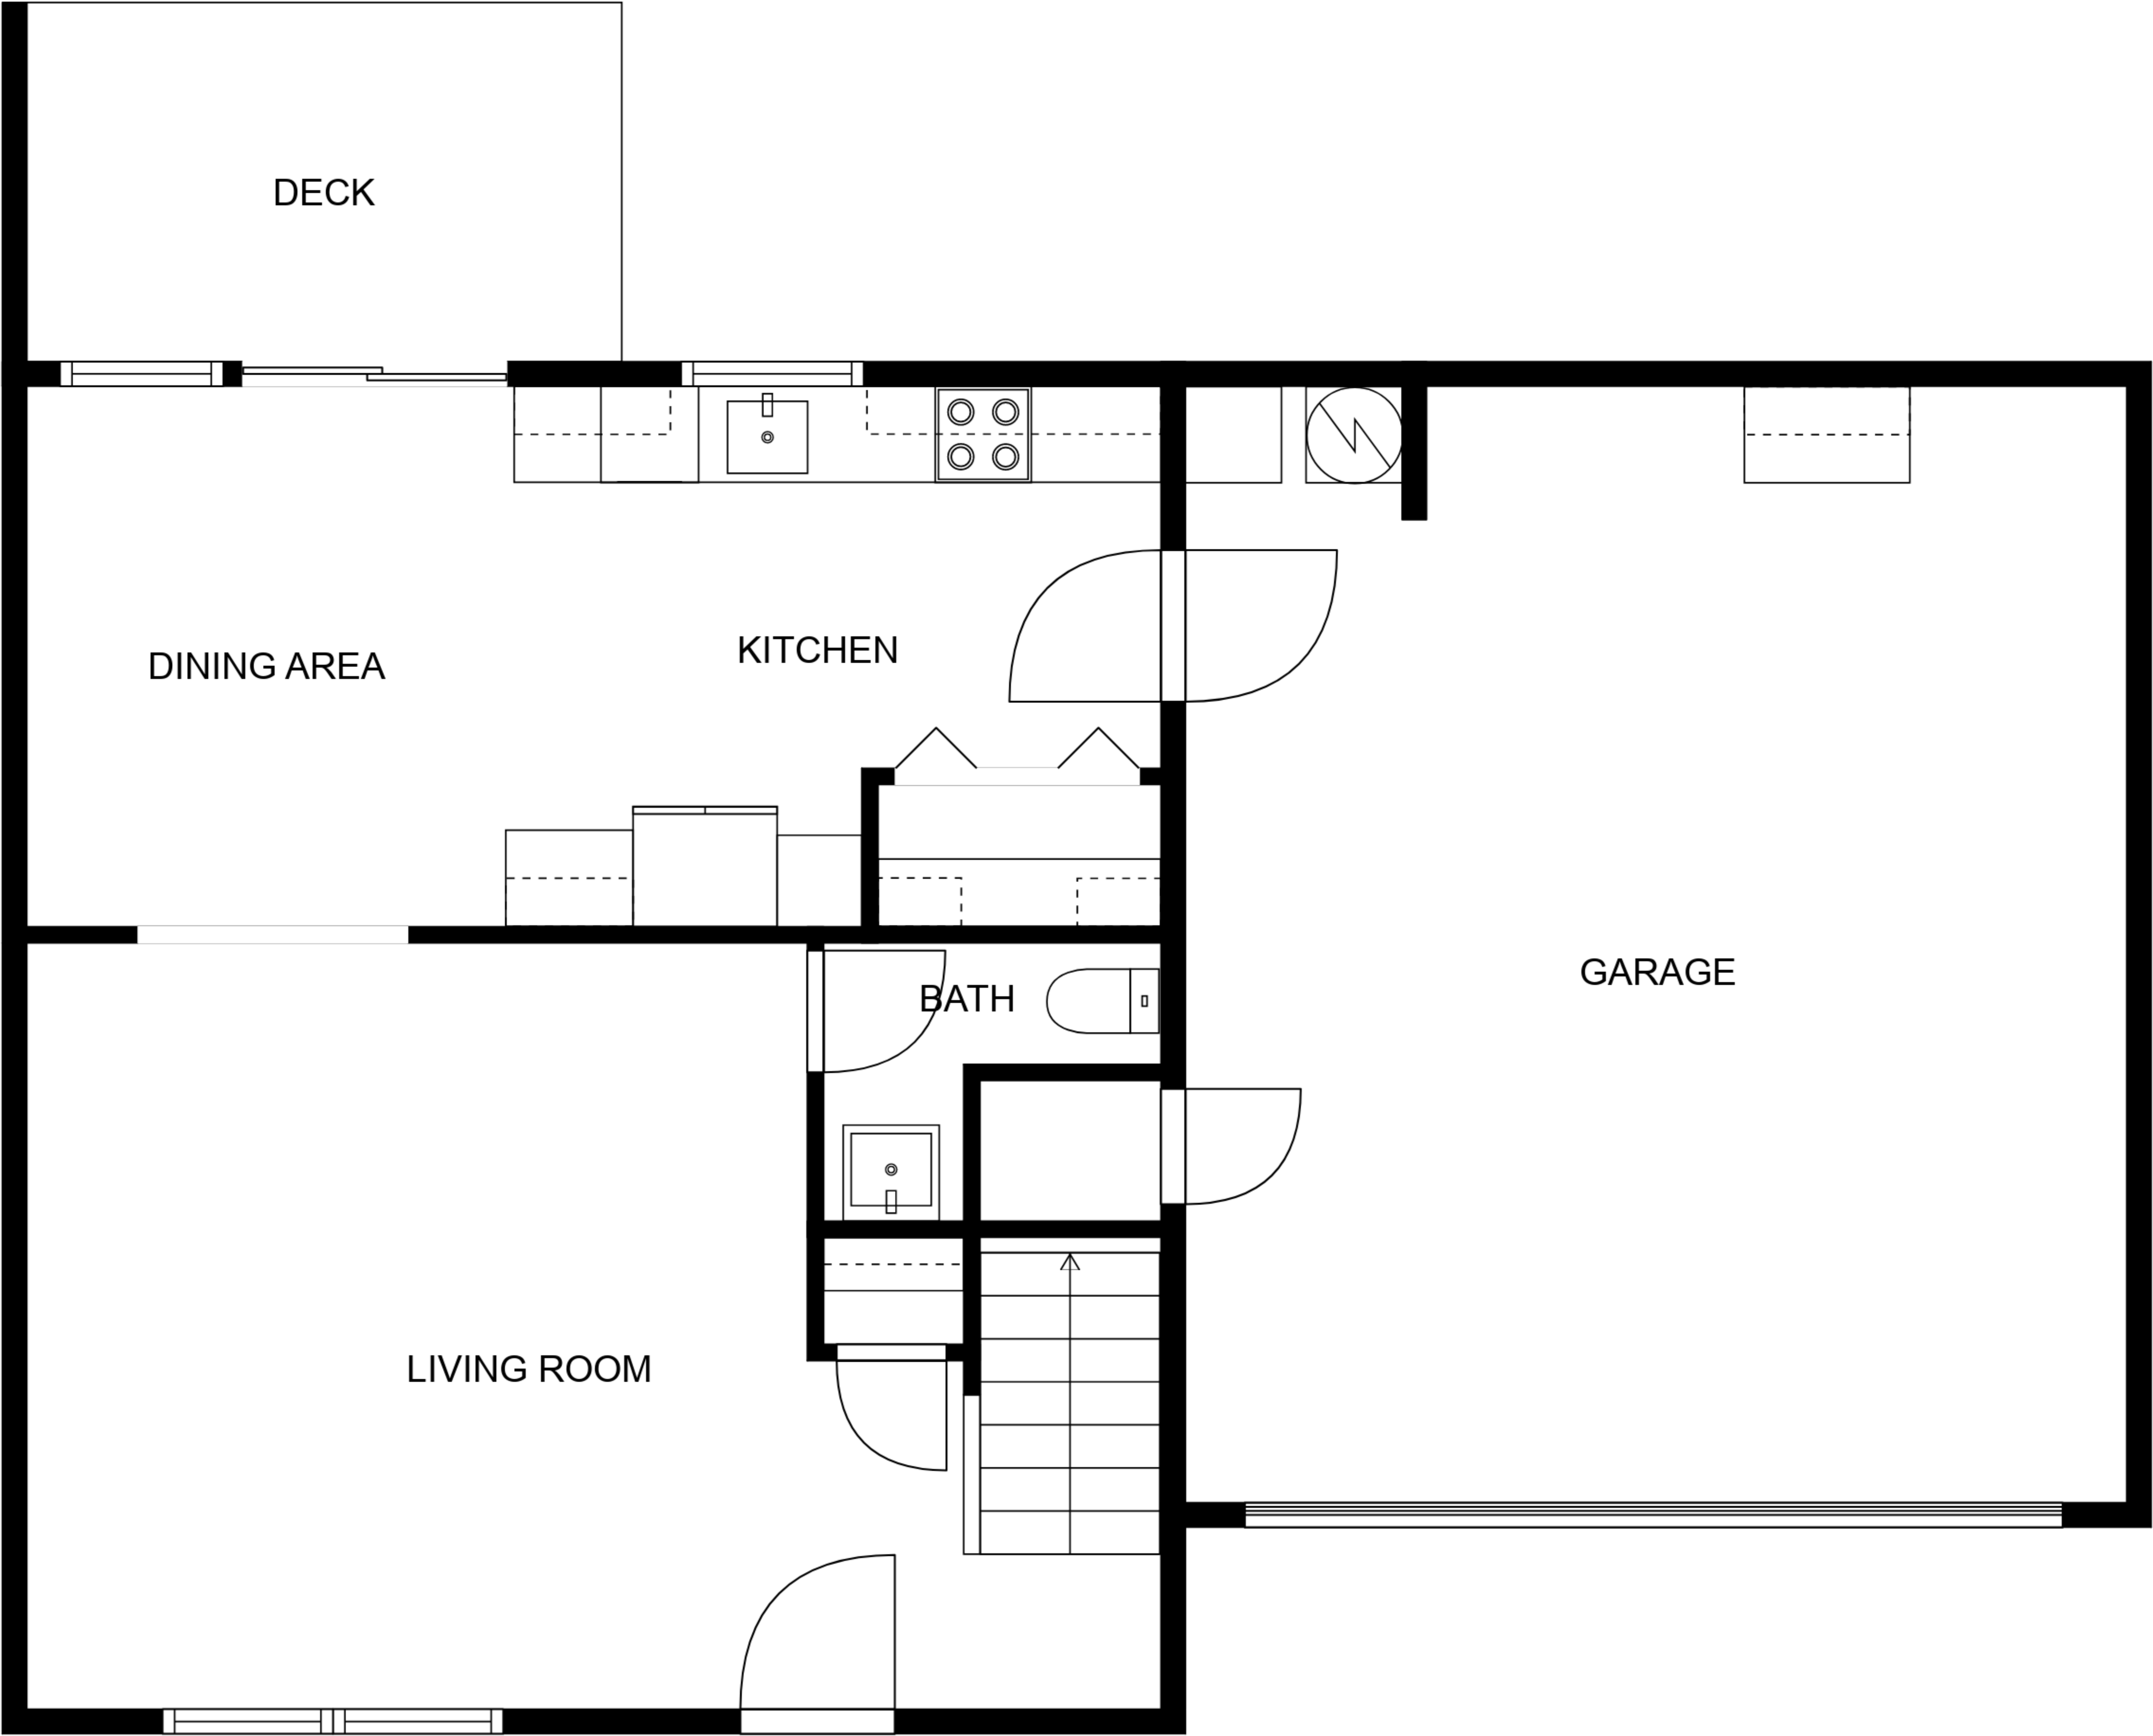 DECK
KITCHEN
DINING AREA
GARAGE
BATH
LIVING ROOM